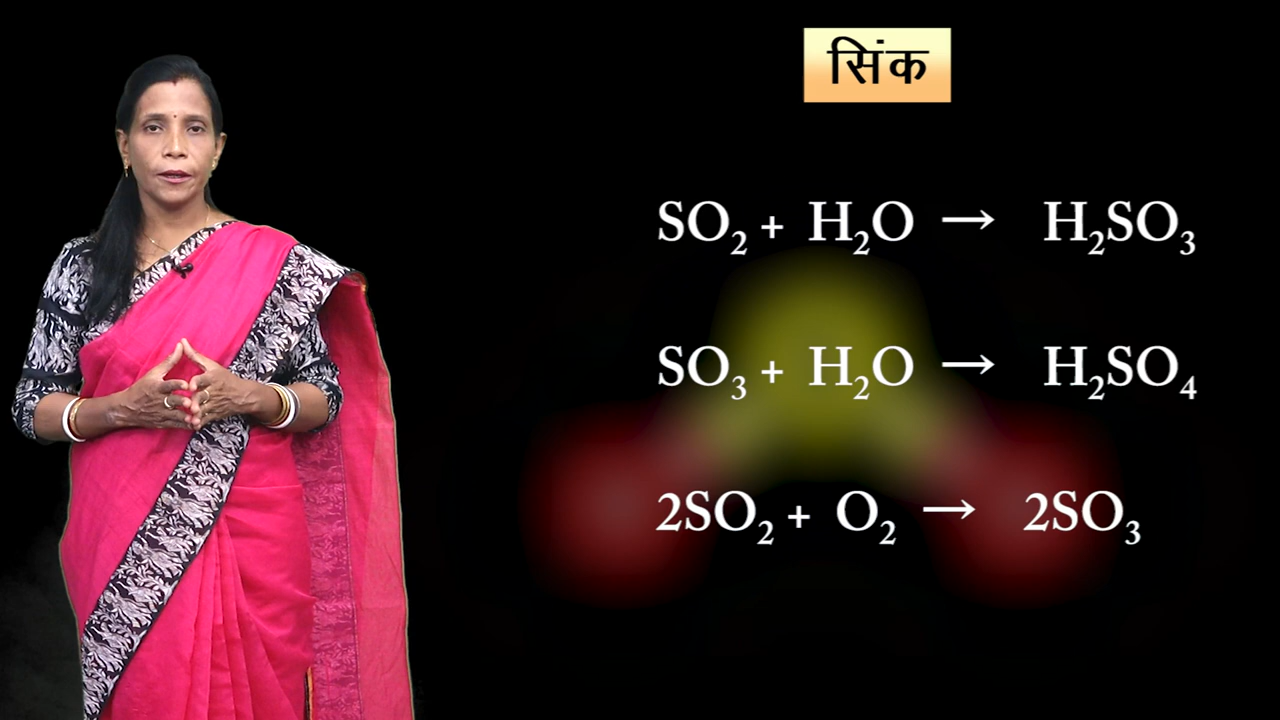 सिंक
SO₂ + H₂O → H₂SO₃
SO₃ + H₂O → H₂SO₄
2SO₂ + O₂ → 2SO₃